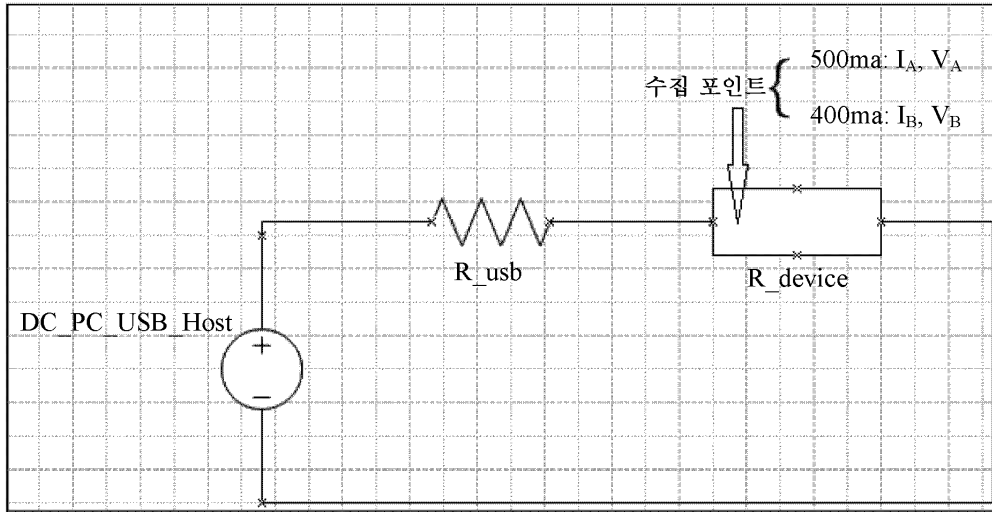 500ma: I_A, V_A
수집 포인트
400ma: I_B, V_B
R_usb
R_device
DC_PC_USB_Host
+
−